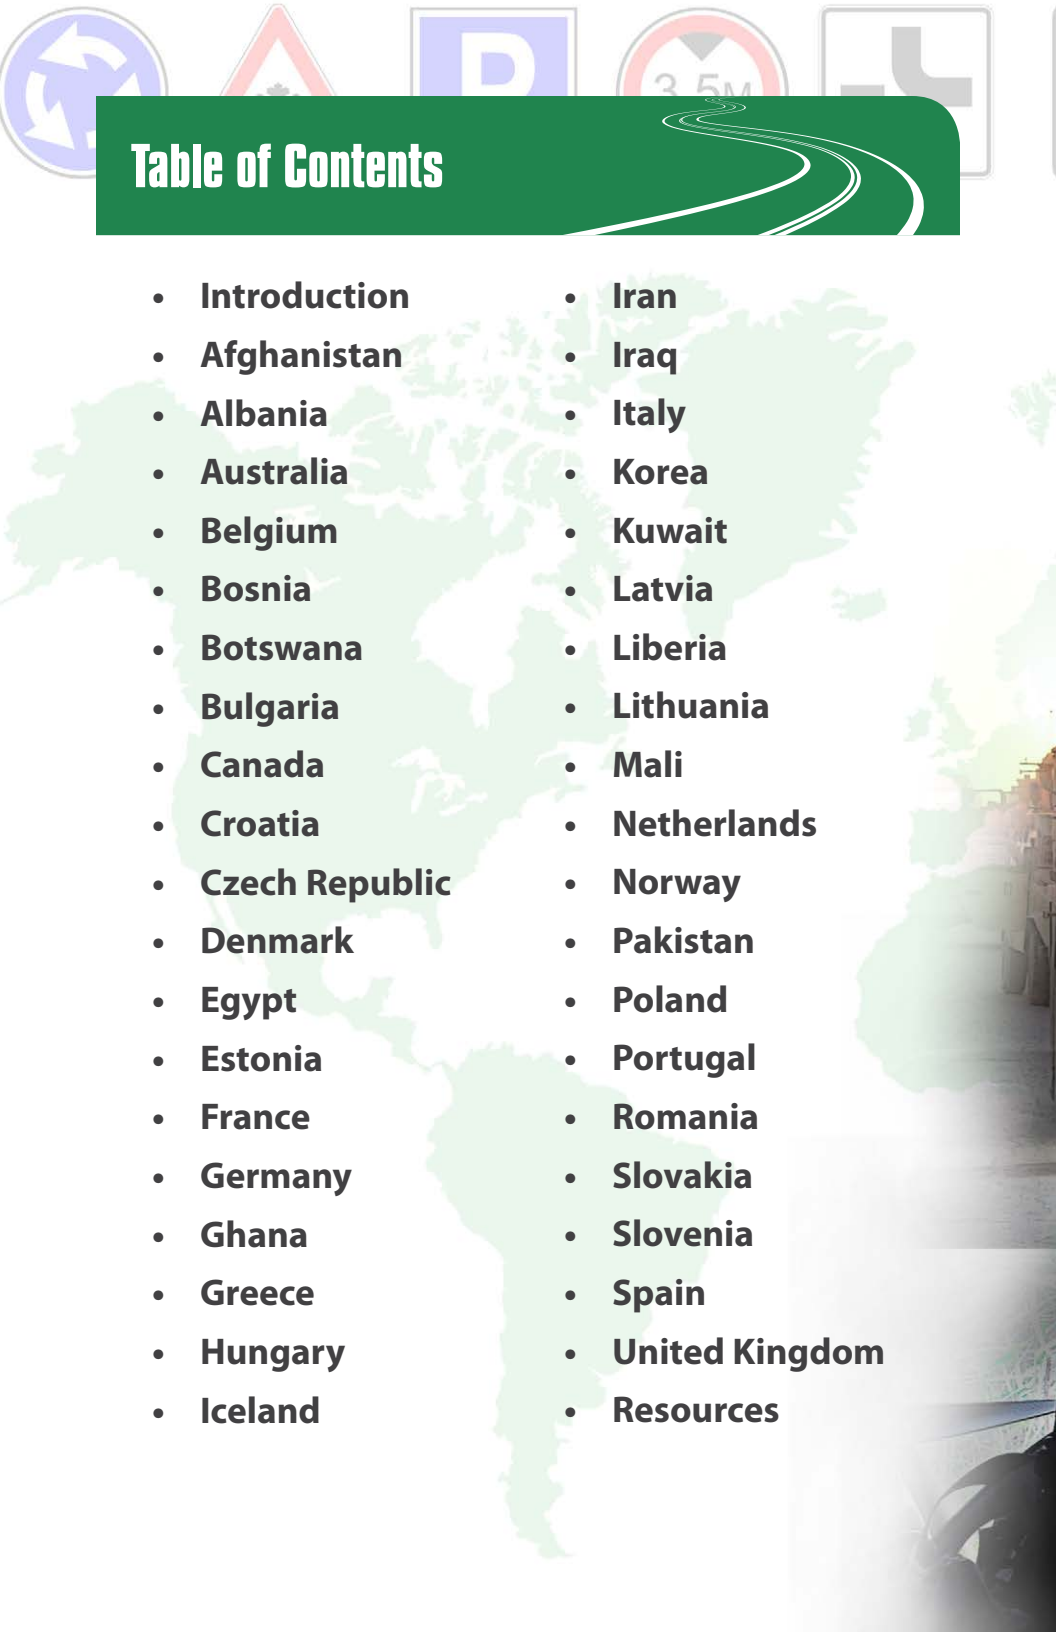 P
3.5м
Table of Contents
• Introduction
• Afghanistan
• Albania
• Australia
• Belgium
• Bosnia
• Botswana
• Bulgaria
• Canada
• Croatia
• Czech Republic
• Denmark
• Egypt
• Estonia
• France
• Germany
• Ghana
• Greece
• Hungary
• Iceland
• Iran
• Iraq
• Italy
• Korea
• Kuwait
• Latvia
• Liberia
• Lithuania
• Mali
• Netherlands
• Norway
• Pakistan
• Poland
• Portugal
• Romania
• Slovakia
• Slovenia
• Spain
• United Kingdom
• Resources